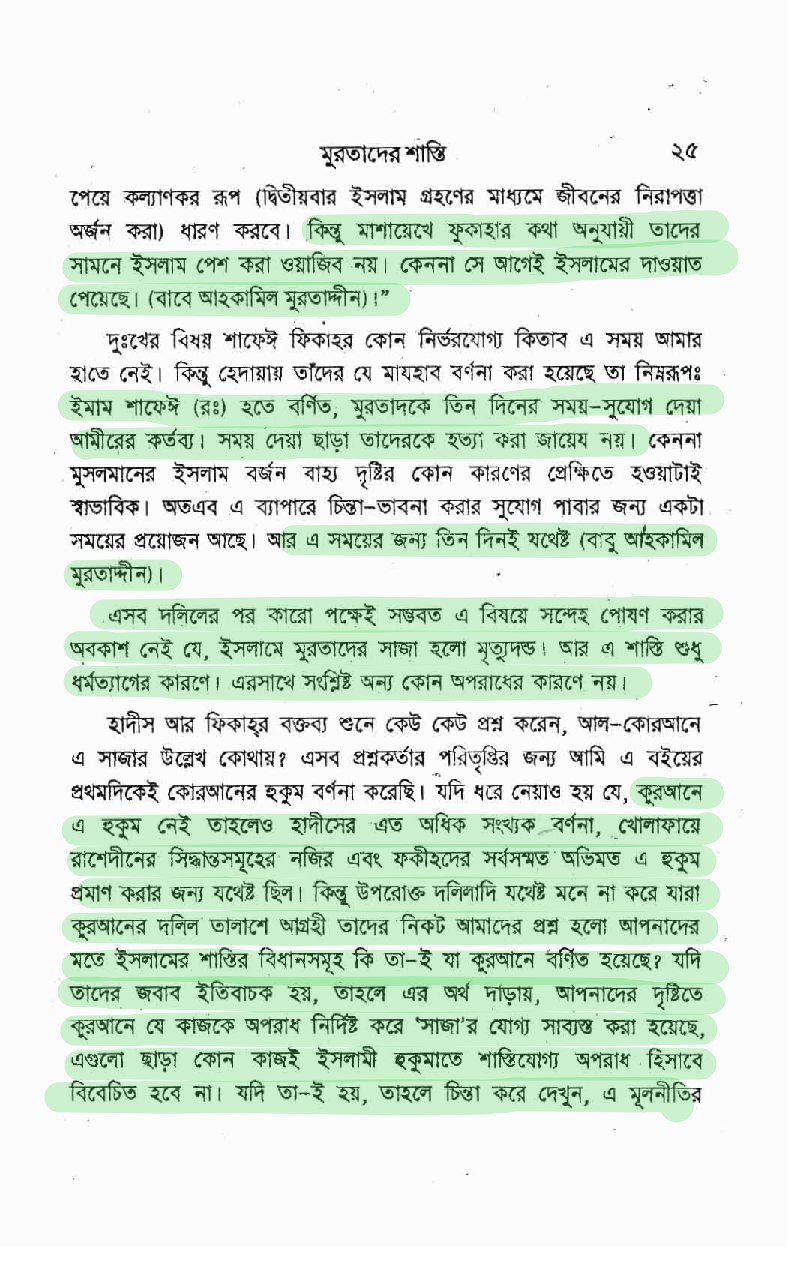 মুরতাদের শাস্তি ২৫
পেয়ে কল্যাণকর রূপ (দ্বিতীয়বার ইসলাম গ্রহণের মাধ্যমে জীবনের নিরাপত্তা
অর্জন করা) ধারণ করবে। কিন্তু মাশায়েখে ফুকাহার কথা অনুযায়ী তাদের
সামনে ইসলাম পেশ করা ওয়াজিব নয়। কেননা সে আগেই ইসলামের দাওয়াত
পেয়েছে। (বাবে আহকামিল মুরতাদ্দীন)।”
দুঃখের বিষয় শাফেঈ ফিকাহর কোন নির্ভরযোগ্য কিতাব এ সময় আমার
হাতে নেই। কিন্তু হেদায়ায় তাঁদের যে মাযহাব বর্ণনা করা হয়েছে তা নিম্নরূপঃ
ইমাম শাফেঈ (রঃ) হতে বর্ণিত, মুরতাদকে তিন দিনের সময়-সুযোগ দেয়া
আমীরের কর্তব্য। সময় দেয়া ছাড়া তাদেরকে হত্যা করা জায়েয নয়। কেননা
মুসলমানের ইসলাম বর্জন বাহ্য দৃষ্টির কোন কারণের প্রেক্ষিতে হওয়াটাই
স্বাভাবিক। অতএব এ ব্যাপারে চিন্তা-ভাবনা করার সুযোগ পাবার জন্য একটা
সময়ের প্রয়োজন আছে। আর এ সময়ের জন্য তিন দিনই যথেষ্ট (বাবু আহকামিল
মুরতাদ্দীন)।
এসব দলিলের পর কারো পক্ষেই সম্ভবত এ বিষয়ে সন্দেহ পোষণ করার
অবকাশ নেই যে, ইসলামে মুরতাদের সাজা হলো মৃত্যুদন্ড। আর এ শাস্তি শুধু
ধর্মত্যাগের কারণে। এরসাথে সংশ্লিষ্ট অন্য কোন অপরাধের কারণে নয়।
হাদীস আর ফিকাহ্‌র বক্তব্য শুনে কেউ কেউ প্রশ্ন করেন, আল-কোরআনে
এ সাজার উল্লেখ কোথায়? এসব প্রশ্নকর্তার পরিতৃপ্তির জন্য আমি এ বইয়ের
প্রথমদিকেই কোরআনের হুকুম বর্ণনা করেছি। যদি ধরে নেয়াও হয় যে, কুরআনে
এ হুকুম নেই তাহলেও হাদীসের এত অধিক সংখ্যক বর্ণনা, খোলাফায়ে
রাশেদীনের সিদ্ধান্তসমূহের নজির এবং ফকীহদের সর্বসম্মত অভিমত এ হুকুম
প্রমাণ করার জন্য যথেষ্ট ছিল। কিন্তু উপরোক্ত দলিলাদি যথেষ্ট মনে না করে যারা
কুরআনের দলিল তালাশে আগ্রহী তাদের নিকট আমাদের প্রশ্ন হলো আপনাদের
মতে ইসলামের শাস্তির বিধানসমূহ কি তা-ই যা কুরআনে বর্ণিত হয়েছে? যদি
তাদের জবাব ইতিবাচক হয়, তাহলে এর অর্থ দাঁড়ায়, আপনাদের দৃষ্টিতে
কুরআনে যে কাজকে অপরাধ নির্দিষ্ট করে ‘সাজা’র যোগ্য সাব্যস্ত করা হয়েছে,
এগুলো ছাড়া কোন কাজই ইসলামী হুকুমাতে শাস্তিযোগ্য অপরাধ হিসাবে
বিবেচিত হবে না। যদি তা-ই হয়, তাহলে চিন্তা করে দেখুন, এ মূলনীতির